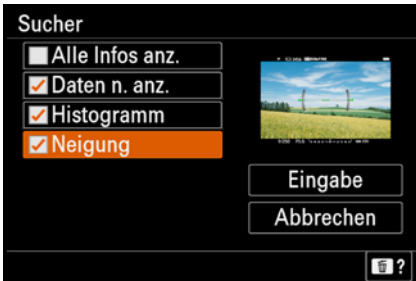 Sucher
Alle Infos anz.
Daten n. anz.
Histogramm
Neigung
Eingabe
Abbrechen
?